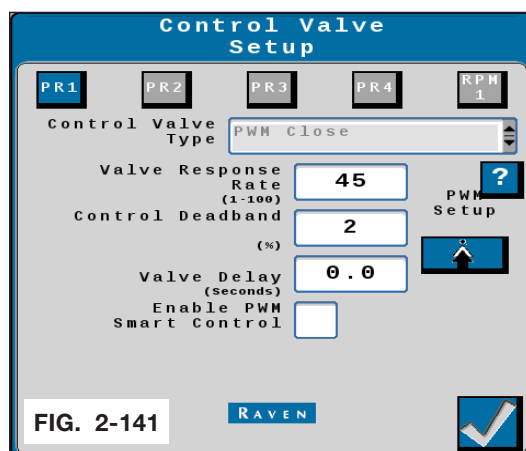 Control Valve
Setup
PR1 PR2 PR3 PR4 RPM
1
Control Valve
Type
PWM Close
Valve Response
Rate
(1-100)
45
?
PWM
Setup
Control Deadband
(%)
2
Valve Delay
(Seconds)
0.0
Enable PWM
Smart Control
RAVEN
FIG. 2-141